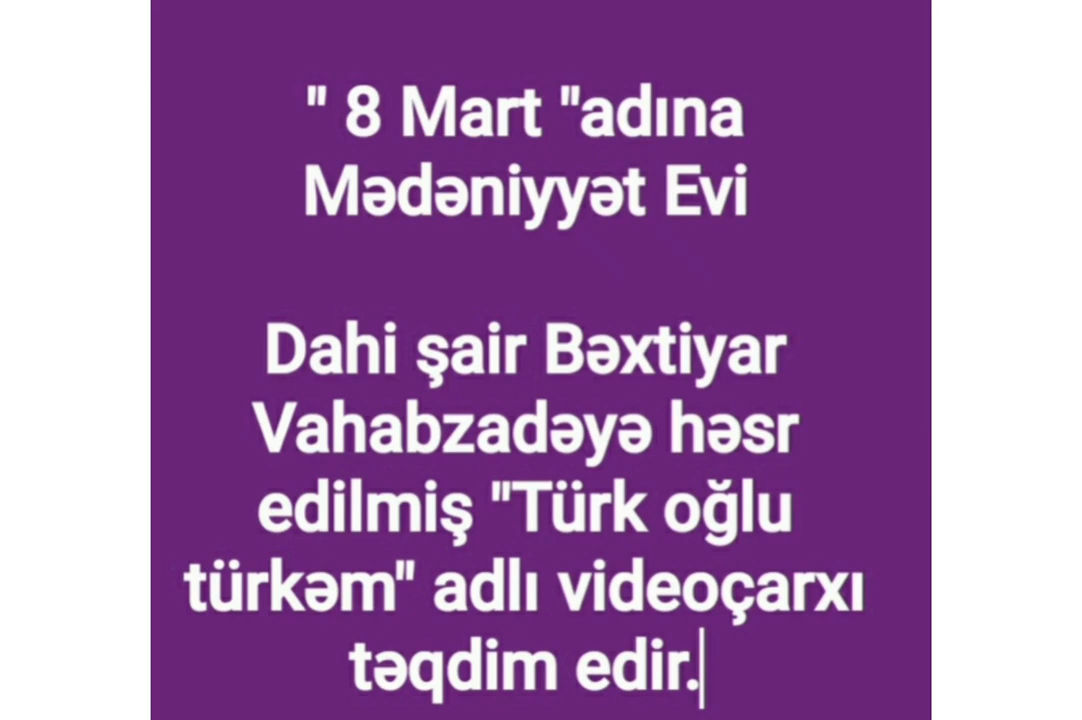 " 8 Mart "adına
Mədəniyyət Evi
Dahi şair Bəxtiyar
Vahabzadəyə həsr
edilmiş "Türk oğlu
türkəm" adlı videoçarxı
təqdim edir.